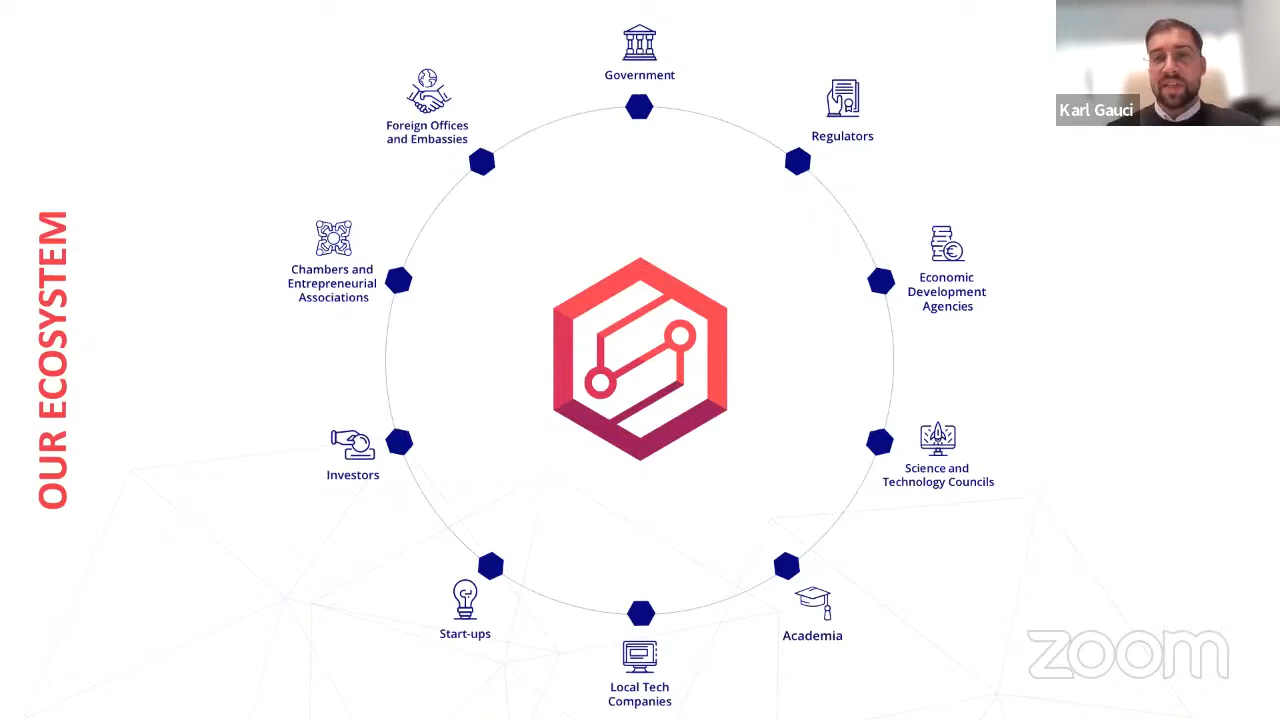 OUR ECOSYSTEM
Government
Regulators
Economic
Development
Agencies
Science and
Technology Councils
Academia
Local Tech
Companies
Start-ups
Investors
Chambers and
Entrepreneurial
Associations
Foreign Offices
and Embassies
Karl Gauci
zoom